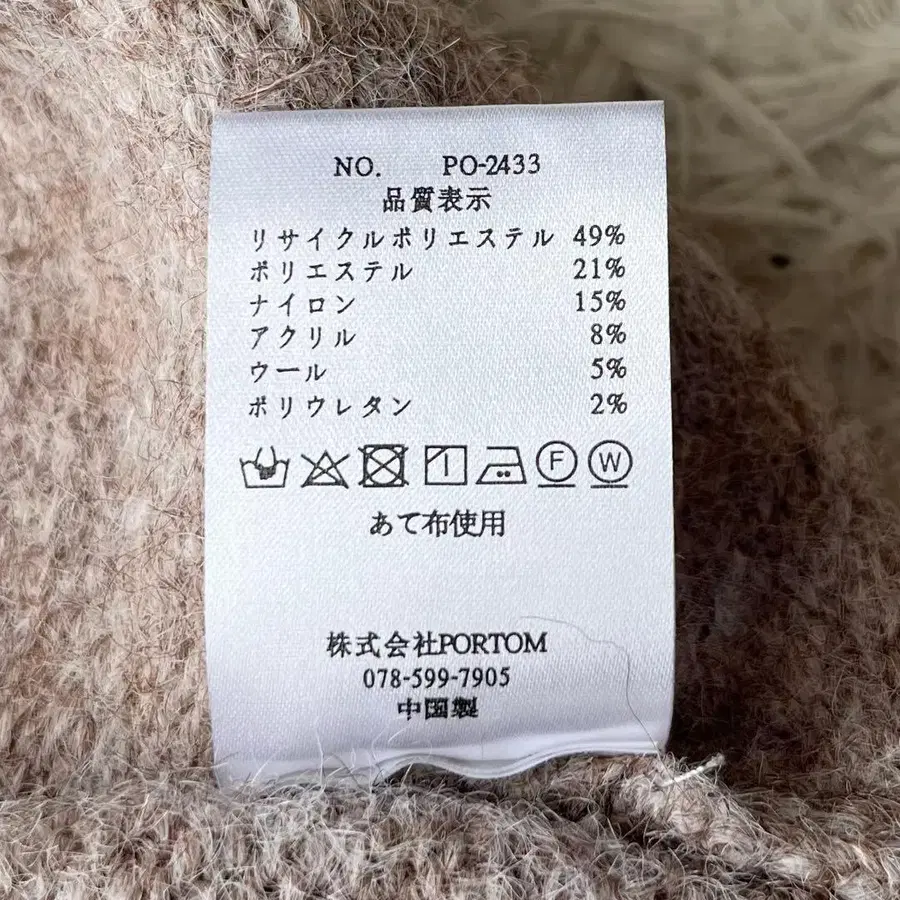 NO. PO-2433
品質表示
リサイクルポリエステル 49%
ポリエステル 21%
ナイロン 15%
アクリル 8%
ウール 5%
ポリウレタン 2%
F W
あて布使用
株式会社PORTOM
078-599-7905
中国製